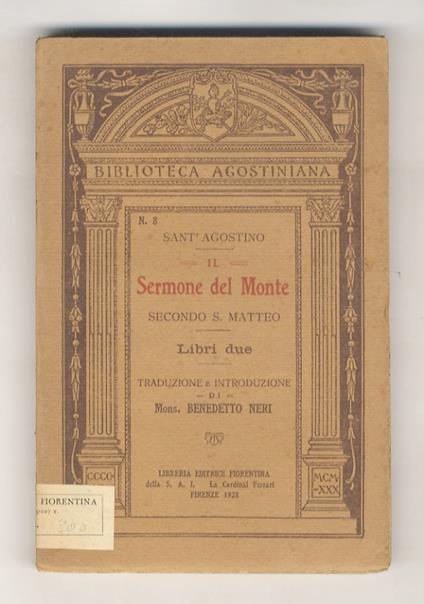 BIBLIOTECA AGOSTINIANA
N. 8
SANT' AGOSTINO
IL
Sermone del Monte
SECONDO S. MATTEO
Libri due
TRADUZIONE E INTRODUZIONE
DI
Mons. BENEDETTO NERI
LIBRERIA EDITRICE FIORENTINA
della S. A. I. La Cardinal Ferrari
FIRENZE 1928
CCCC
MCM
-XXX
FIORENTINA